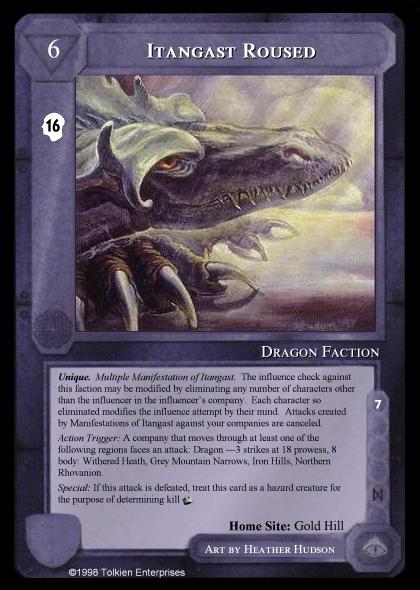 6
Itangast Roused
16
Dragon Faction
Unique. Multiple Manifestation of Itangast. The influence check against
this faction may be modified by eliminating any number of characters other
than the influencer in the influencer's company. Each character so
eliminated modifies the influence attempt by their mind. Attacks created
by Manifestations of Itangast against your companies are canceled.
Action Trigger: A company that moves through at least one of the
following regions faces an attack: Dragon —3 strikes at 18 prowess, 8
body: Withered Heath, Grey Mountain Narrows, Iron Hills, Northern
Rhovanion.
Special: If this attack is defeated, treat this card as a hazard creature for
the purpose of determining kill
7
Home Site: Gold Hill
Art by Heather Hudson
©1998 Tolkien Enterprises